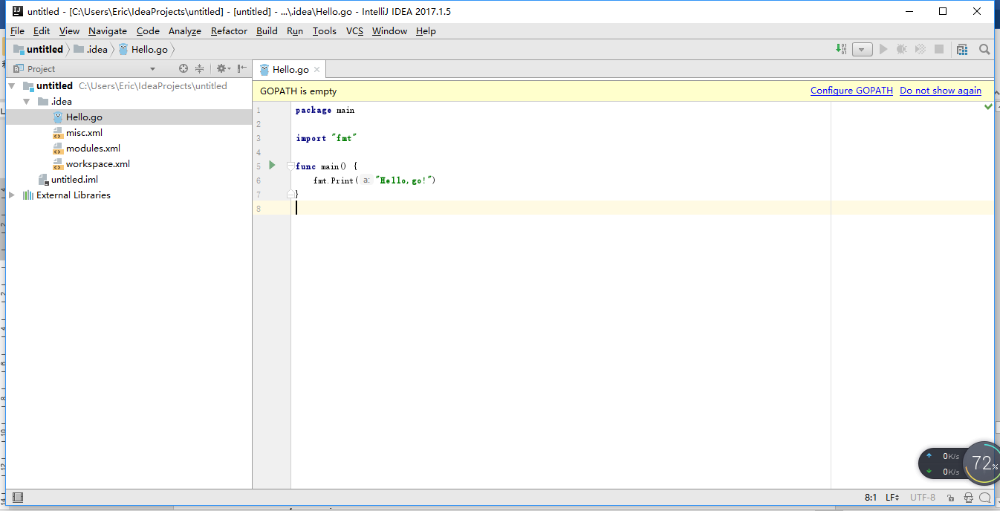 untitled - [C:\Users\Eric\IdeaProjects\untitled] - [untitled] - ...\.idea\Hello.go - IntelliJ IDEA 2017.1.5
File Edit View Navigate Code Analyze Refactor Build Run Tools VCS Window Help
untitled .idea Hello.go
Project
Hello.go
untitled C:\Users\Eric\IdeaProjects\untitled
.idea
Hello.go
misc.xml
modules.xml
workspace.xml
untitled.iml
External Libraries
GOPATH is empty Configure GOPATH Do not show again
1 package main
2
3 import "fmt"
4
5 func main() {
6 fmt.Print( a: "Hello,go!")
7 }
8
0K/s
0K/s
72%
8:1 LF UTF-8